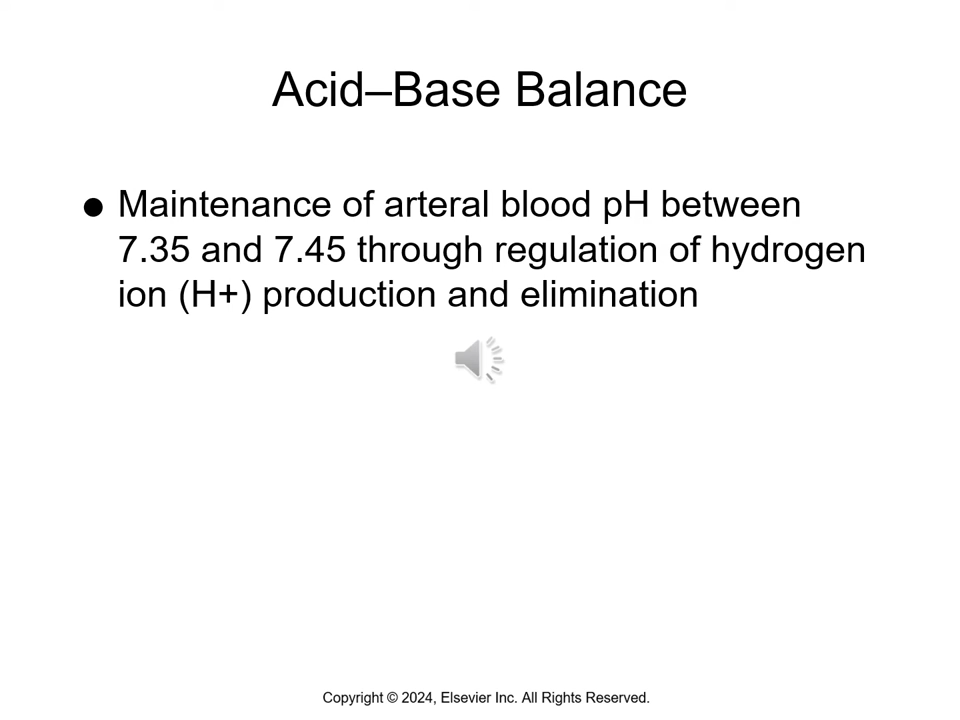 Acid–Base Balance
● Maintenance of arteral blood pH between
7.35 and 7.45 through regulation of hydrogen
ion (H+) production and elimination
Copyright © 2024, Elsevier Inc. All Rights Reserved.